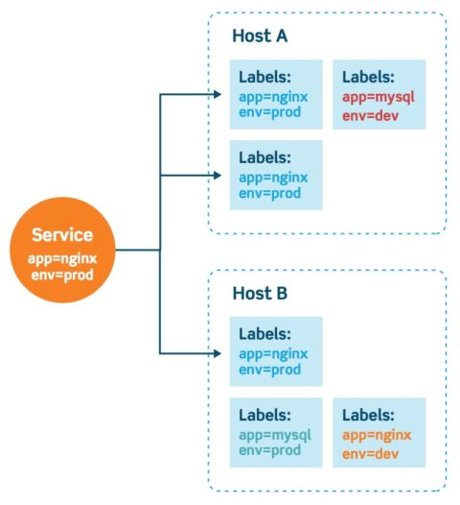 Host A
Labels:
app=nginx
env=prod
Labels:
app=mysql
env=dev
Labels:
app=nginx
env=prod
Service
app=nginx
env=prod
Host B
Labels:
app=nginx
env=prod
Labels:
app=mysql
env=prod
Labels:
app=nginx
env=dev